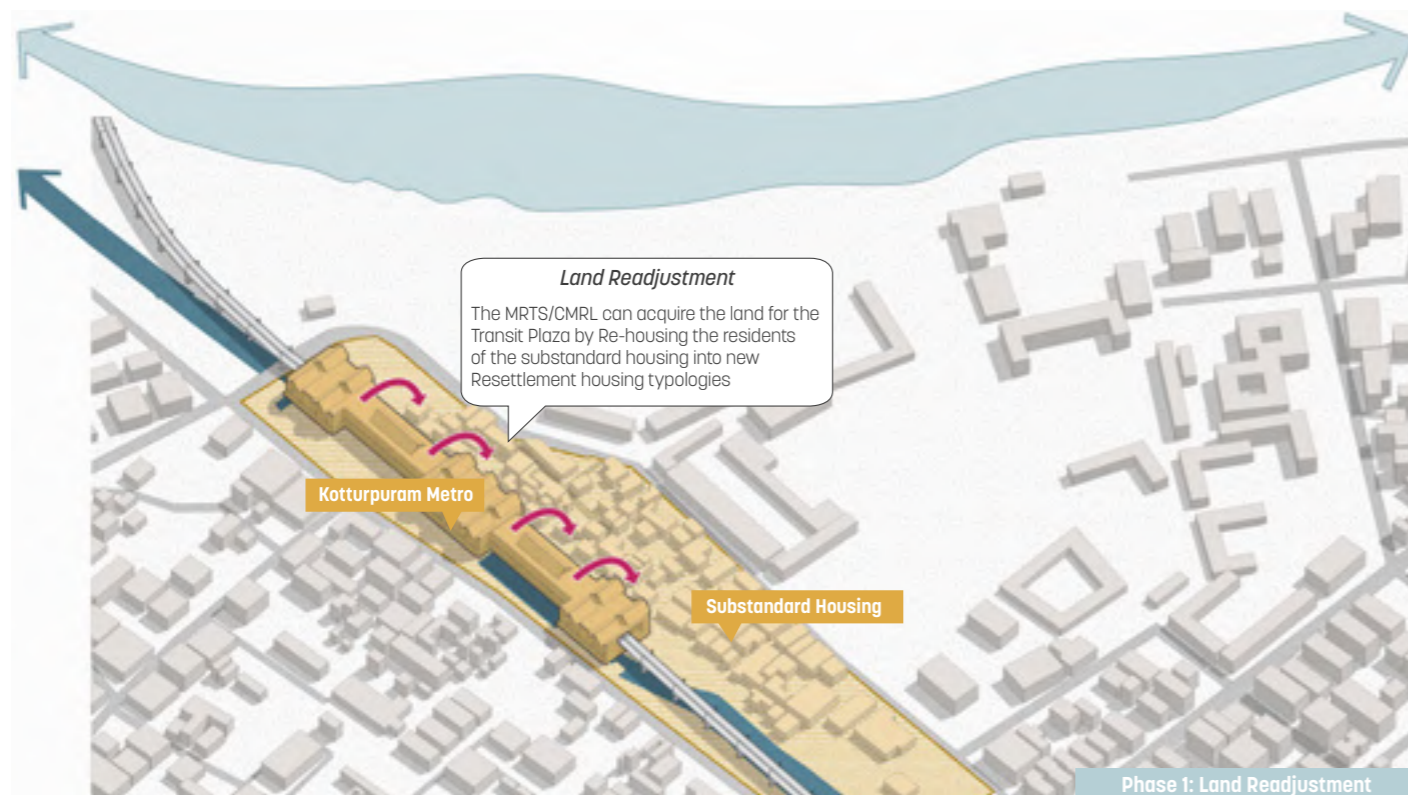 Land Readjustment
The MRTS/CMRL can acquire the land for the
Transit Plaza by Re-housing the residents
of the substandard housing into new
Resettlement housing typologies
Kotturpuram Metro
Substandard Housing
Phase 1: Land Readjustment